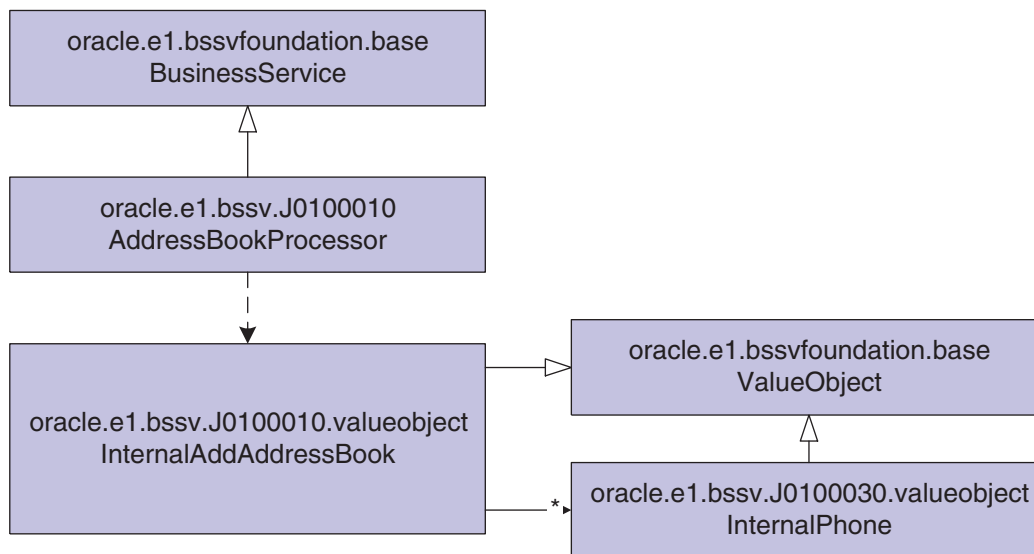 oracle.e1.bssvfoundation.base
BusinessService
oracle.e1.bssv.J0100010
AddressBookProcessor
oracle.e1.bssvfoundation.base
ValueObject
oracle.e1.bssv.J0100010.valueobject
InternalAddAddressBook
*
oracle.e1.bssv.J0100030.valueobject
InternalPhone